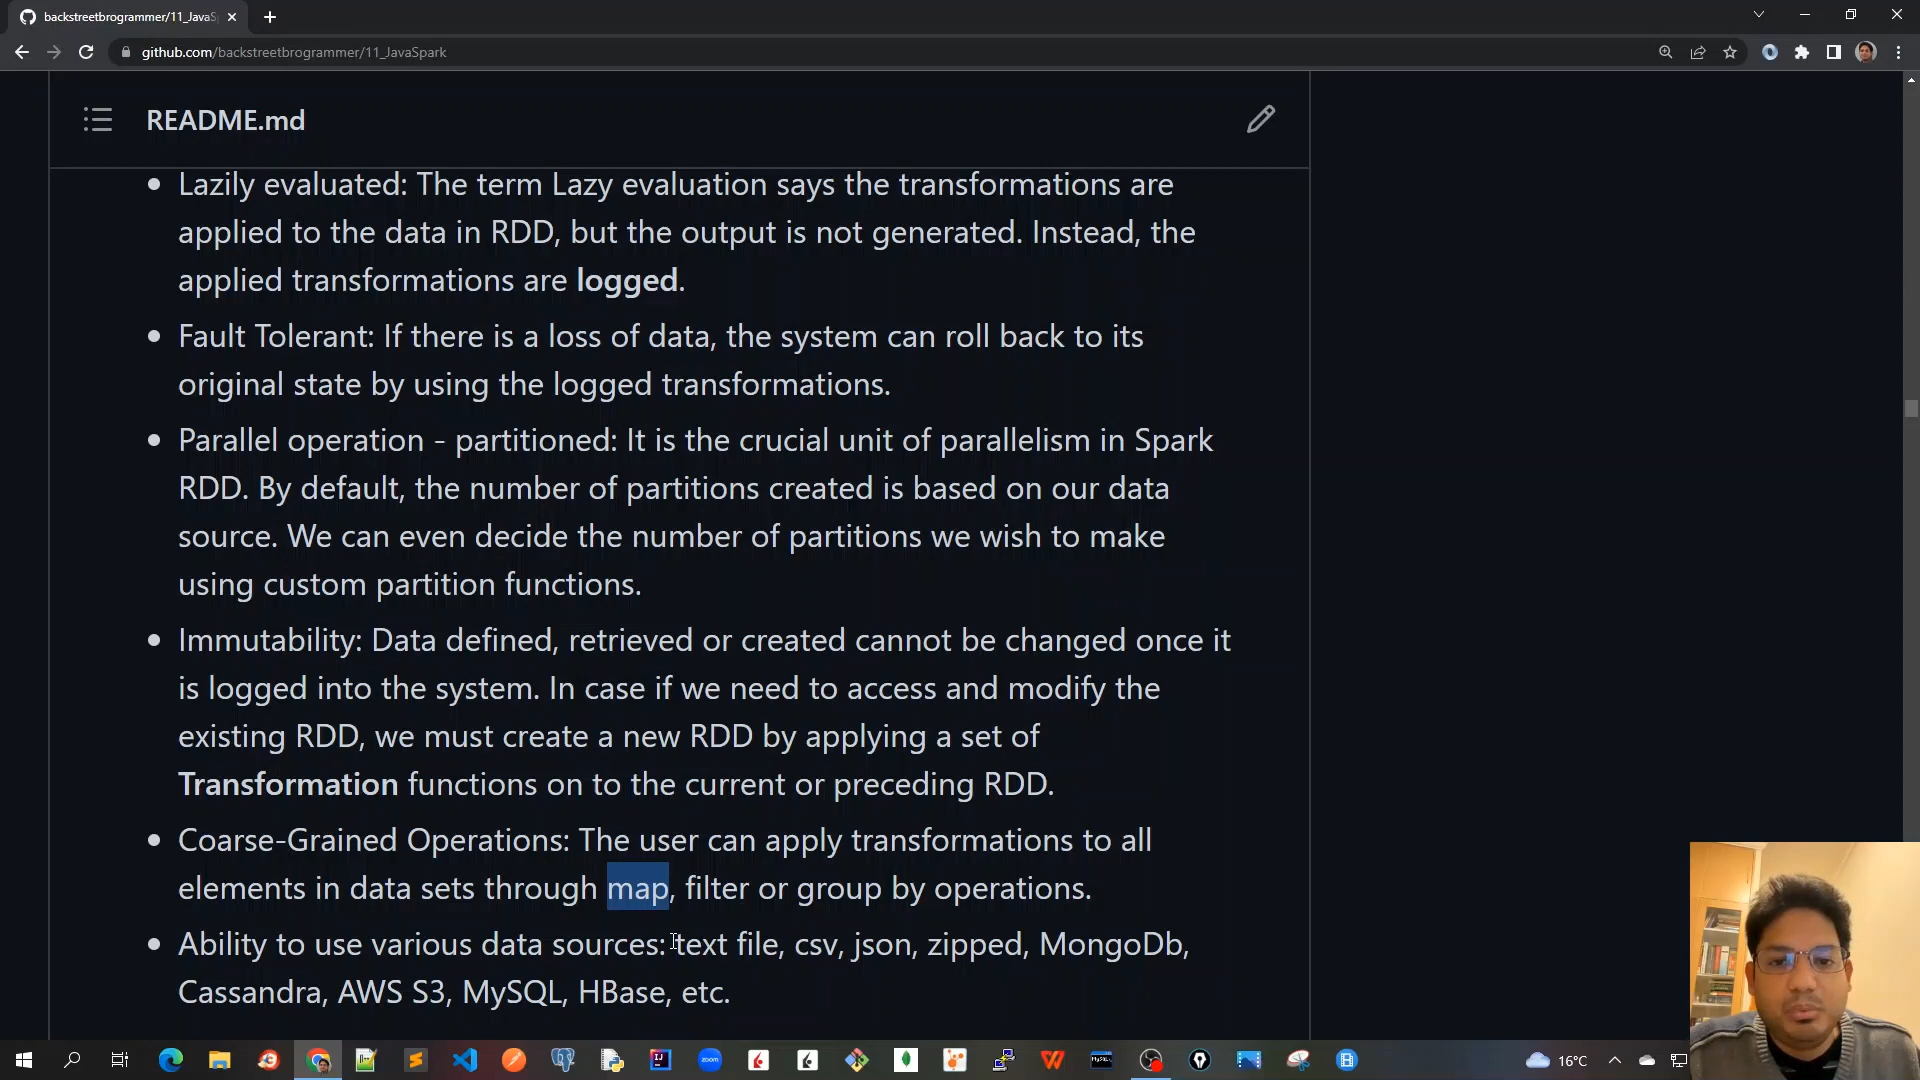 backstreetbrogrammer/11_JavaS
github.com/backstreetbrogrammer/11_JavaSpark
README.md
Lazily evaluated: The term Lazy evaluation says the transformations are
applied to the data in RDD, but the output is not generated. Instead, the
applied transformations are logged.
Fault Tolerant: If there is a loss of data, the system can roll back to its
original state by using the logged transformations.
Parallel operation - partitioned: It is the crucial unit of parallelism in Spark
RDD. By default, the number of partitions created is based on our data
source. We can even decide the number of partitions we wish to make
using custom partition functions.
Immutability: Data defined, retrieved or created cannot be changed once it
is logged into the system. In case if we need to access and modify the
existing RDD, we must create a new RDD by applying a set of
Transformation functions on to the current or preceding RDD.
Coarse-Grained Operations: The user can apply transformations to all
elements in data sets through map, filter or group by operations.
Ability to use various data sources: text file, csv, json, zipped, MongoDb,
Cassandra, AWS S3, MySQL, HBase, etc.
16°C